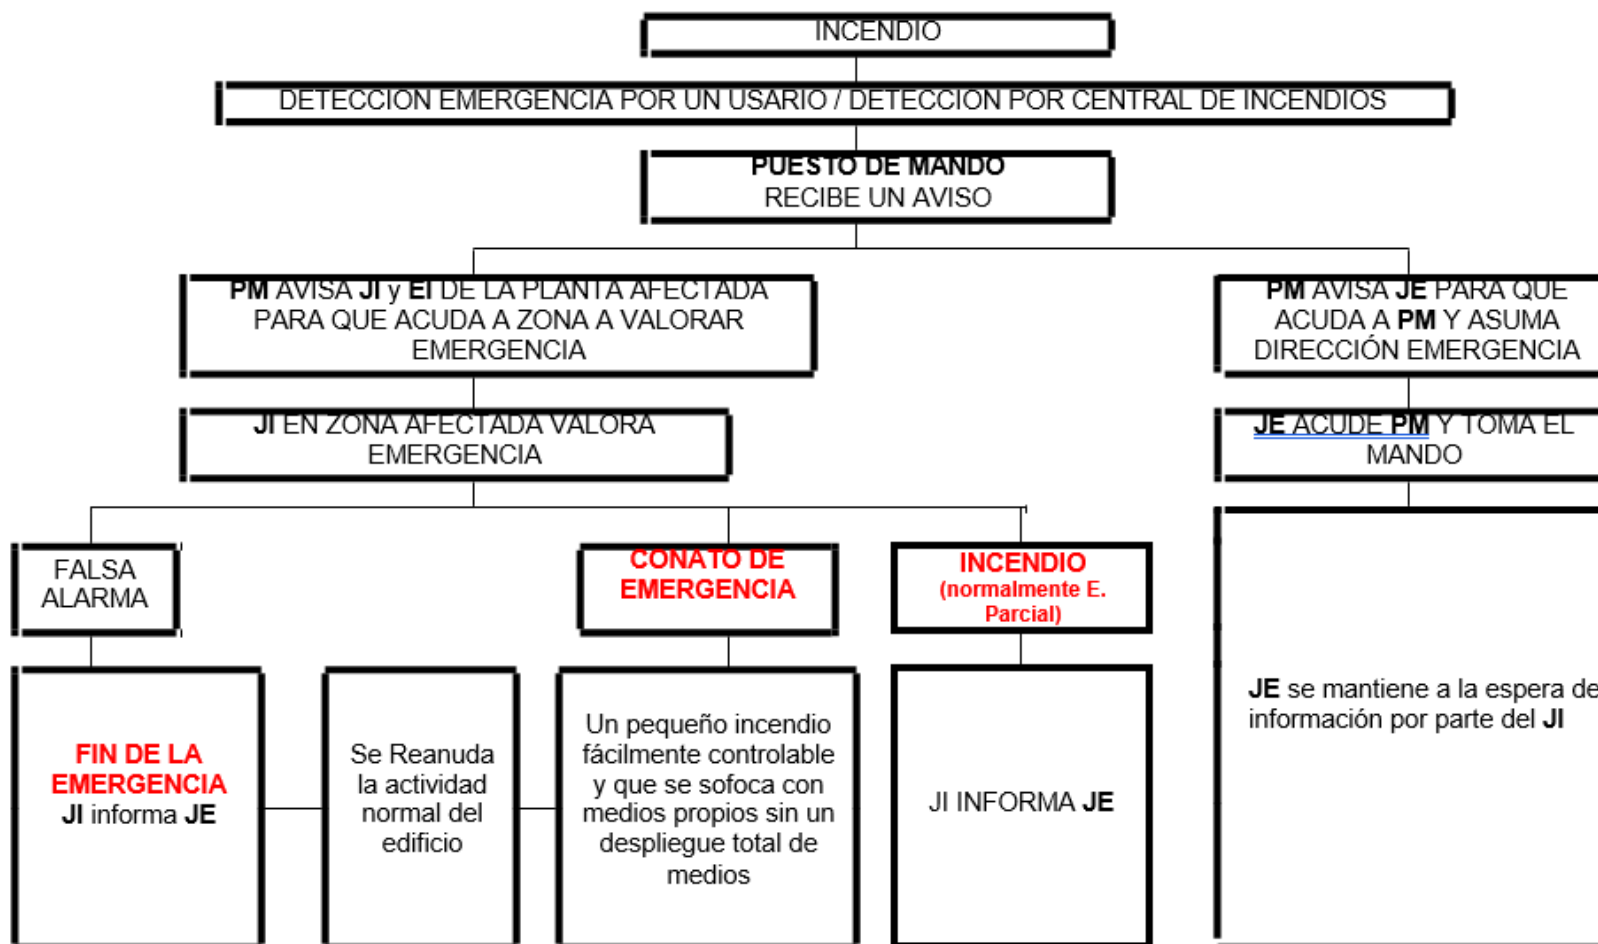 INCENDIO
DETECCION EMERGENCIA POR UN USARIO / DETECCION POR CENTRAL DE INCENDIOS
PUESTO DE MANDO
RECIBE UN AVISO
PM AVISA JI y EI DE LA PLANTA AFECTADA
PARA QUE ACUDA A ZONA A VALORAR
EMERGENCIA
PM AVISA JE PARA QUE
ACUDA A PM Y ASUMA
DIRECCIÓN EMERGENCIA
JI EN ZONA AFECTADA VALORA
EMERGENCIA
JE ACUDE PM Y TOMA EL
MANDO
FALSA
ALARMA
CONATO DE
EMERGENCIA
INCENDIO
(normalmente E.
Parcial)
FIN DE LA
EMERGENCIA
JI informa JE
Se Reanuda
la actividad
normal del
edificio
Un pequeño incendio
fácilmente controlable
y que se sofoca con
medios propios sin un
despliegue total de
medios
JI INFORMA JE
JE se mantiene a la espera de
información por parte del JI